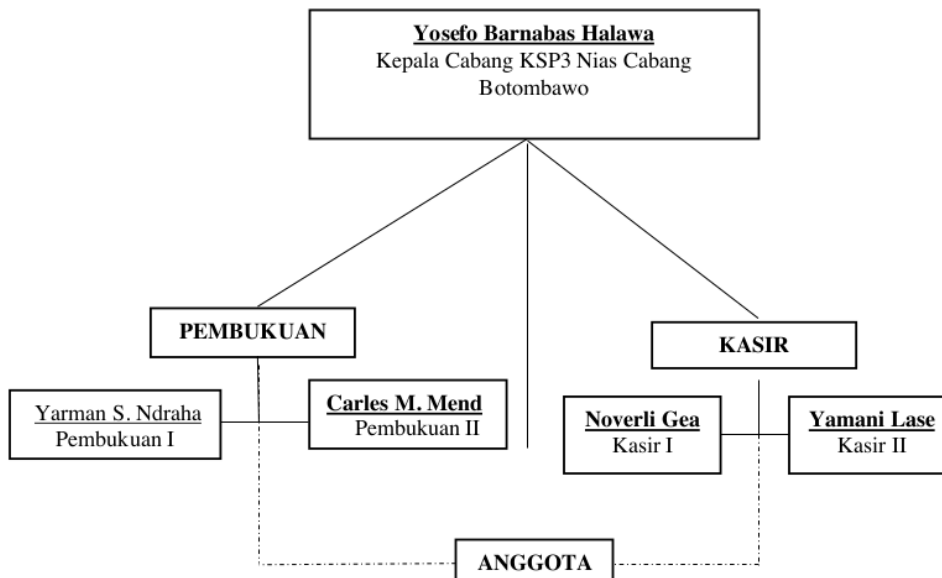 Yosefo Barnabas Halawa
Kepala Cabang KSP3 Nias Cabang
Botombawo
PEMBUKUAN
KASIR
Yarman S. Ndraha
Pembukuan I
Carles M. Mend
Pembukuan II
Noverli Gea
Kasir I
Yamani Lase
Kasir II
ANGGOTA